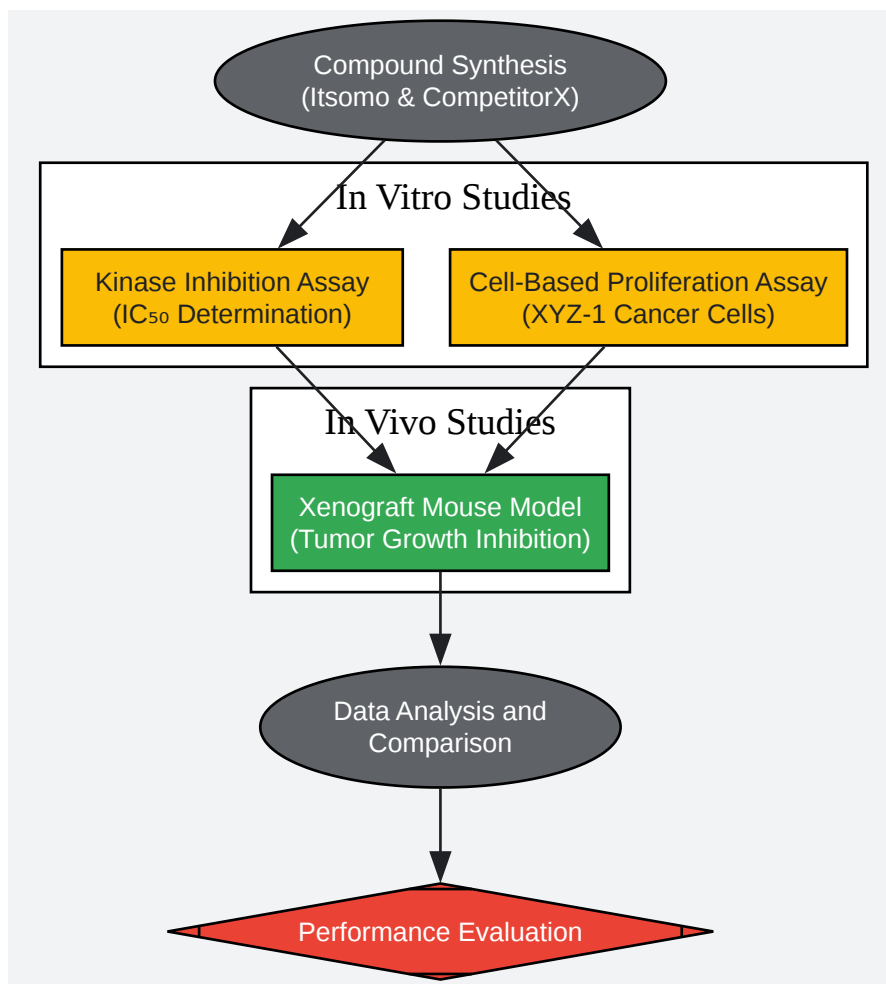 Compound Synthesis
(Itsomo & CompetitorX)
In Vitro Studies
Kinase Inhibition Assay
(IC₅₀ Determination)
Cell-Based Proliferation Assay
(XYZ-1 Cancer Cells)
In Vivo Studies
Xenograft Mouse Model
(Tumor Growth Inhibition)
Data Analysis and
Comparison
Performance Evaluation